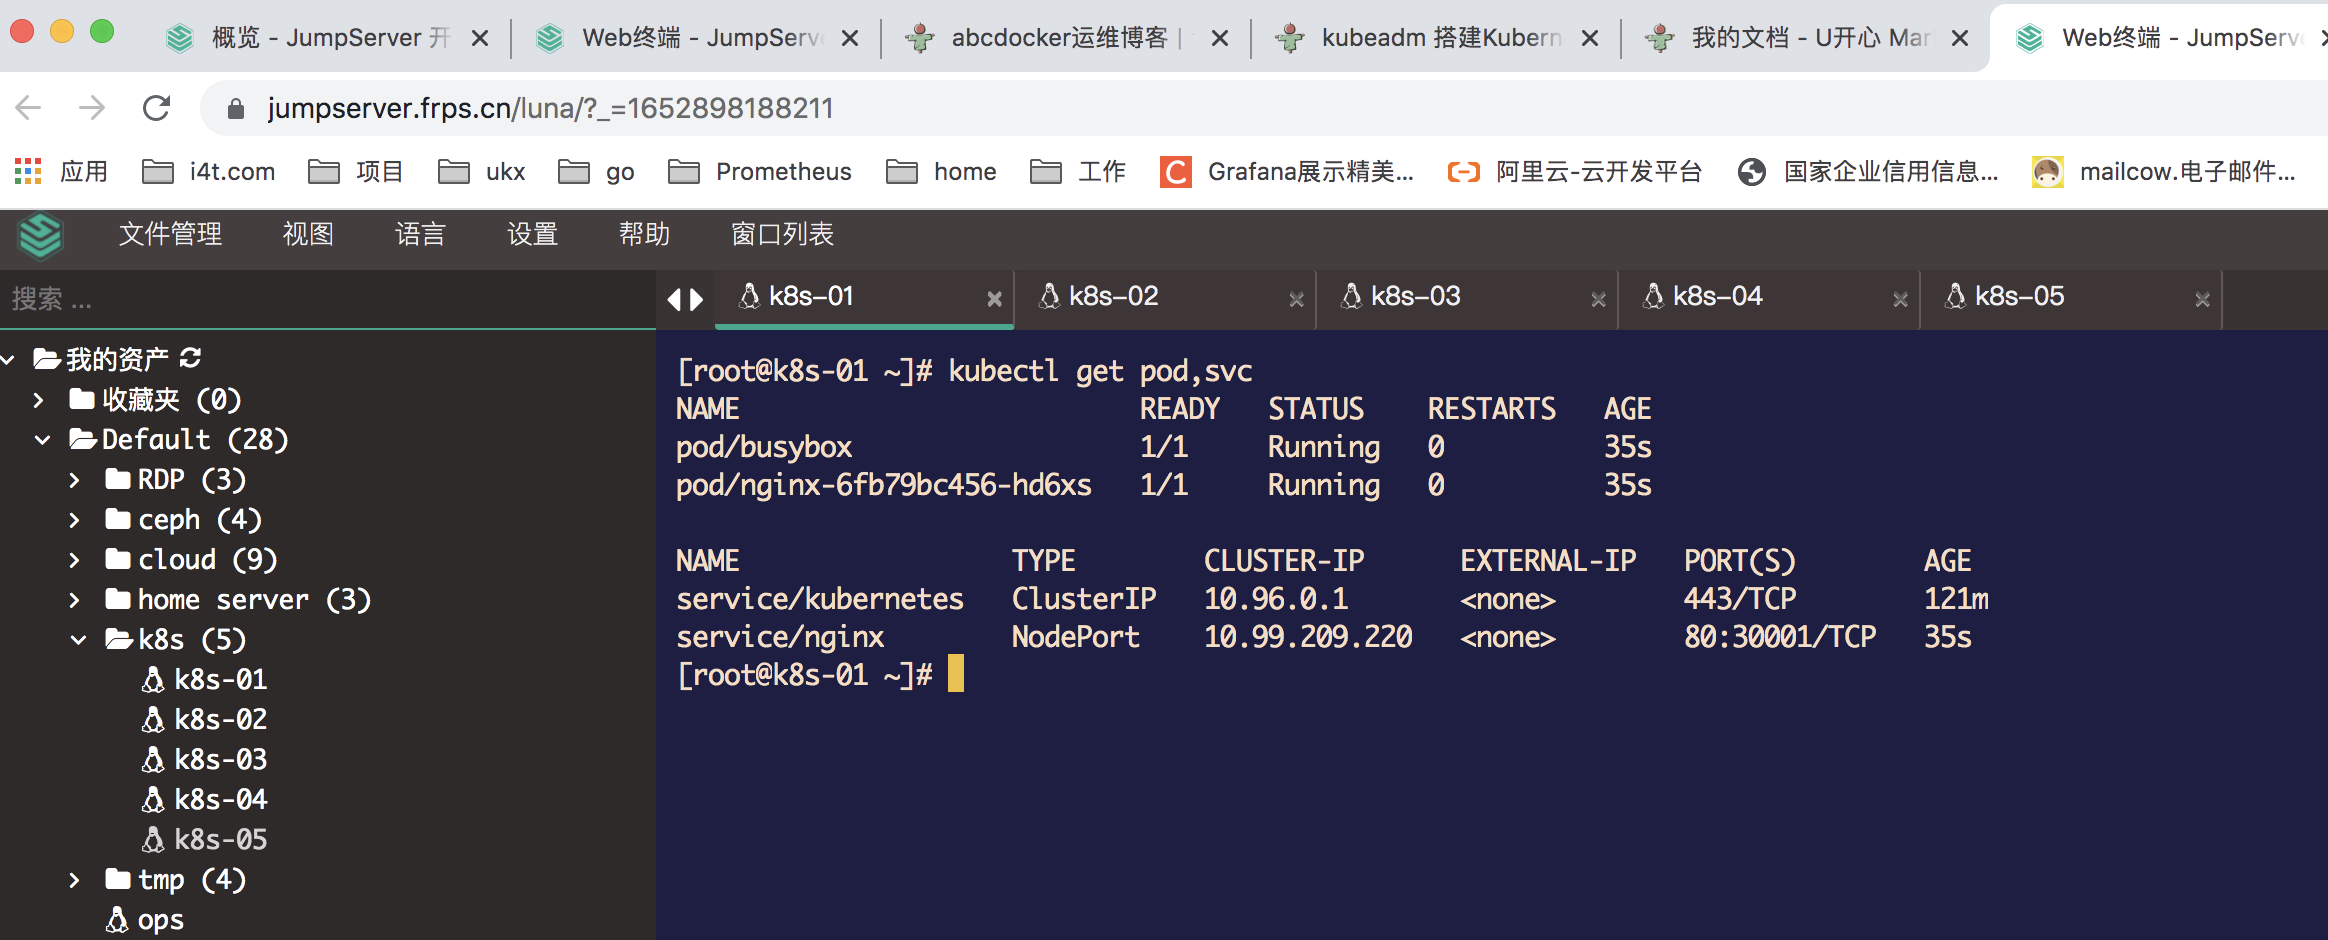 概览 - JumpServer 开
Web终端 - JumpServe
abcdocker运维博客 |
kubeadm 搭建Kubern
我的文档 - U开心 Mar
Web终端 - JumpServe
jumpserver.frps.cn/luna/?_=1652898188211
应用 i4t.com 项目 ukx go Prometheus home 工作 Grafana展示精美... 阿里云-云开发平台 国家企业信用信息... mailcow.电子邮件...
文件管理 视图 语言 设置 帮助 窗口列表
搜索 ...
我的资产
收藏夹 (0)
Default (28)
RDP (3)
ceph (4)
cloud (9)
home server (3)
k8s (5)
k8s-01
k8s-02
k8s-03
k8s-04
k8s-05
tmp (4)
ops
k8s-01 k8s-02 k8s-03 k8s-04 k8s-05
[root@k8s-01 ~]# kubectl get pod,svc
NAME READY STATUS RESTARTS AGE
pod/busybox 1/1 Running 0 35s
pod/nginx-6fb79bc456-hd6xs 1/1 Running 0 35s
NAME TYPE CLUSTER-IP EXTERNAL-IP PORT(S) AGE
service/kubernetes ClusterIP 10.96.0.1 <none> 443/TCP 121m
service/nginx NodePort 10.99.209.220 <none> 80:30001/TCP 35s
[root@k8s-01 ~]#